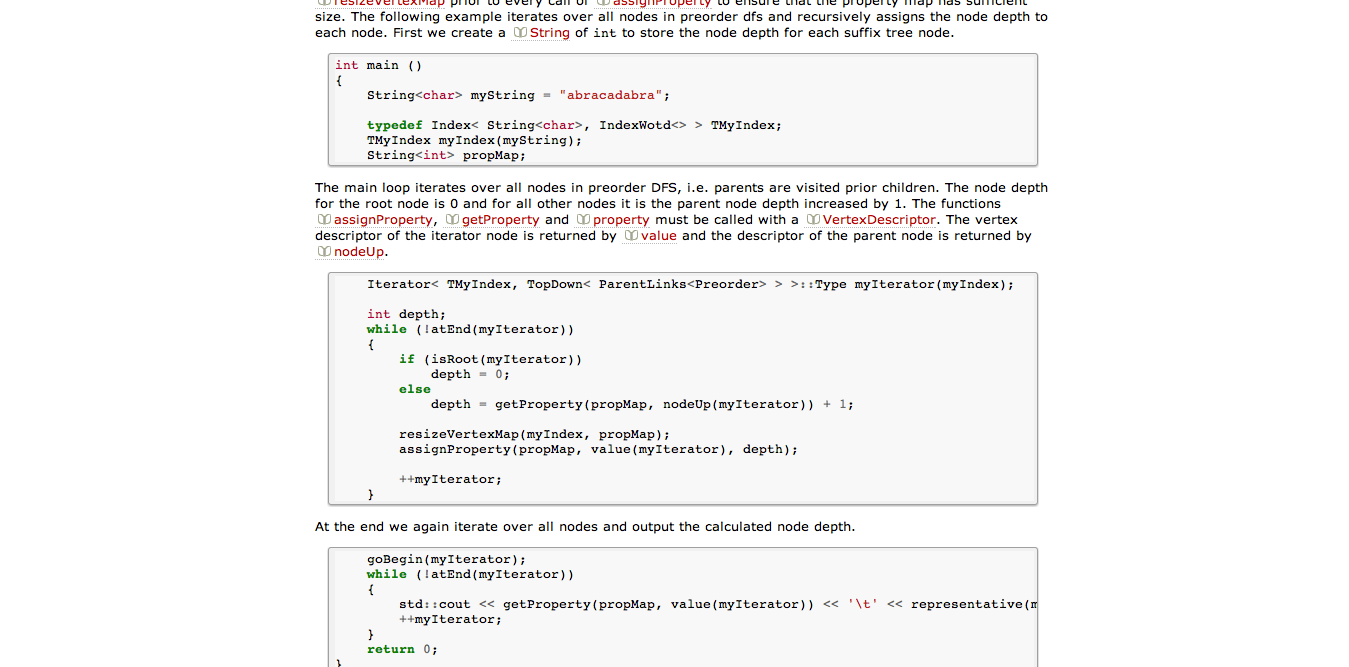 resizeVertexMap prior to every call of assignProperty to ensure that the property map has sufficient
size. The following example iterates over all nodes in preorder dfs and recursively assigns the node depth to
each node. First we create a String of int to store the node depth for each suffix tree node.
int main ()
{
    String<char> myString = "abracadabra";

    typedef Index< String<char>, IndexWotd<> > TMyIndex;
    TMyIndex myIndex(myString);
    String<int> propMap;
The main loop iterates over all nodes in preorder DFS, i.e. parents are visited prior children. The node depth
for the root node is 0 and for all other nodes it is the parent node depth increased by 1. The functions
assignProperty, getProperty and property must be called with a VertexDescriptor. The vertex
descriptor of the iterator node is returned by value and the descriptor of the parent node is returned by
nodeUp.
    Iterator< TMyIndex, TopDown< ParentLinks<Preorder> > >::Type myIterator(myIndex);

    int depth;
    while (!atEnd(myIterator))
    {
        if (isRoot(myIterator))
            depth = 0;
        else
            depth = getProperty(propMap, nodeUp(myIterator)) + 1;

        resizeVertexMap(myIndex, propMap);
        assignProperty(propMap, value(myIterator), depth);

        ++myIterator;
    }
At the end we again iterate over all nodes and output the calculated node depth.
    goBegin(myIterator);
    while (!atEnd(myIterator))
    {
        std::cout << getProperty(propMap, value(myIterator)) << '\t' << representative(m
        ++myIterator;
    }
    return 0;
}